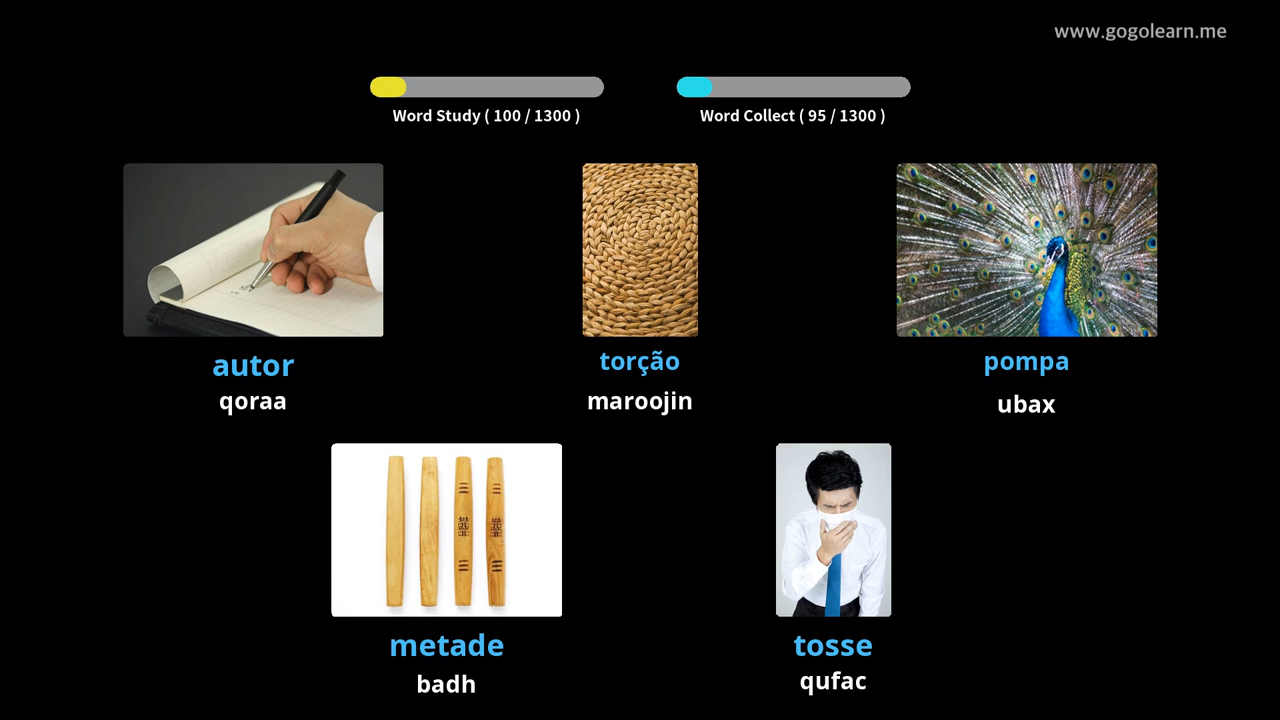 www.gogolearn.me
Word Study ( 100 / 1300 )
Word Collect ( 95 / 1300 )
autor
qoraa
torção
maroojin
pompa
ubax
metade
badh
tosse
qufac